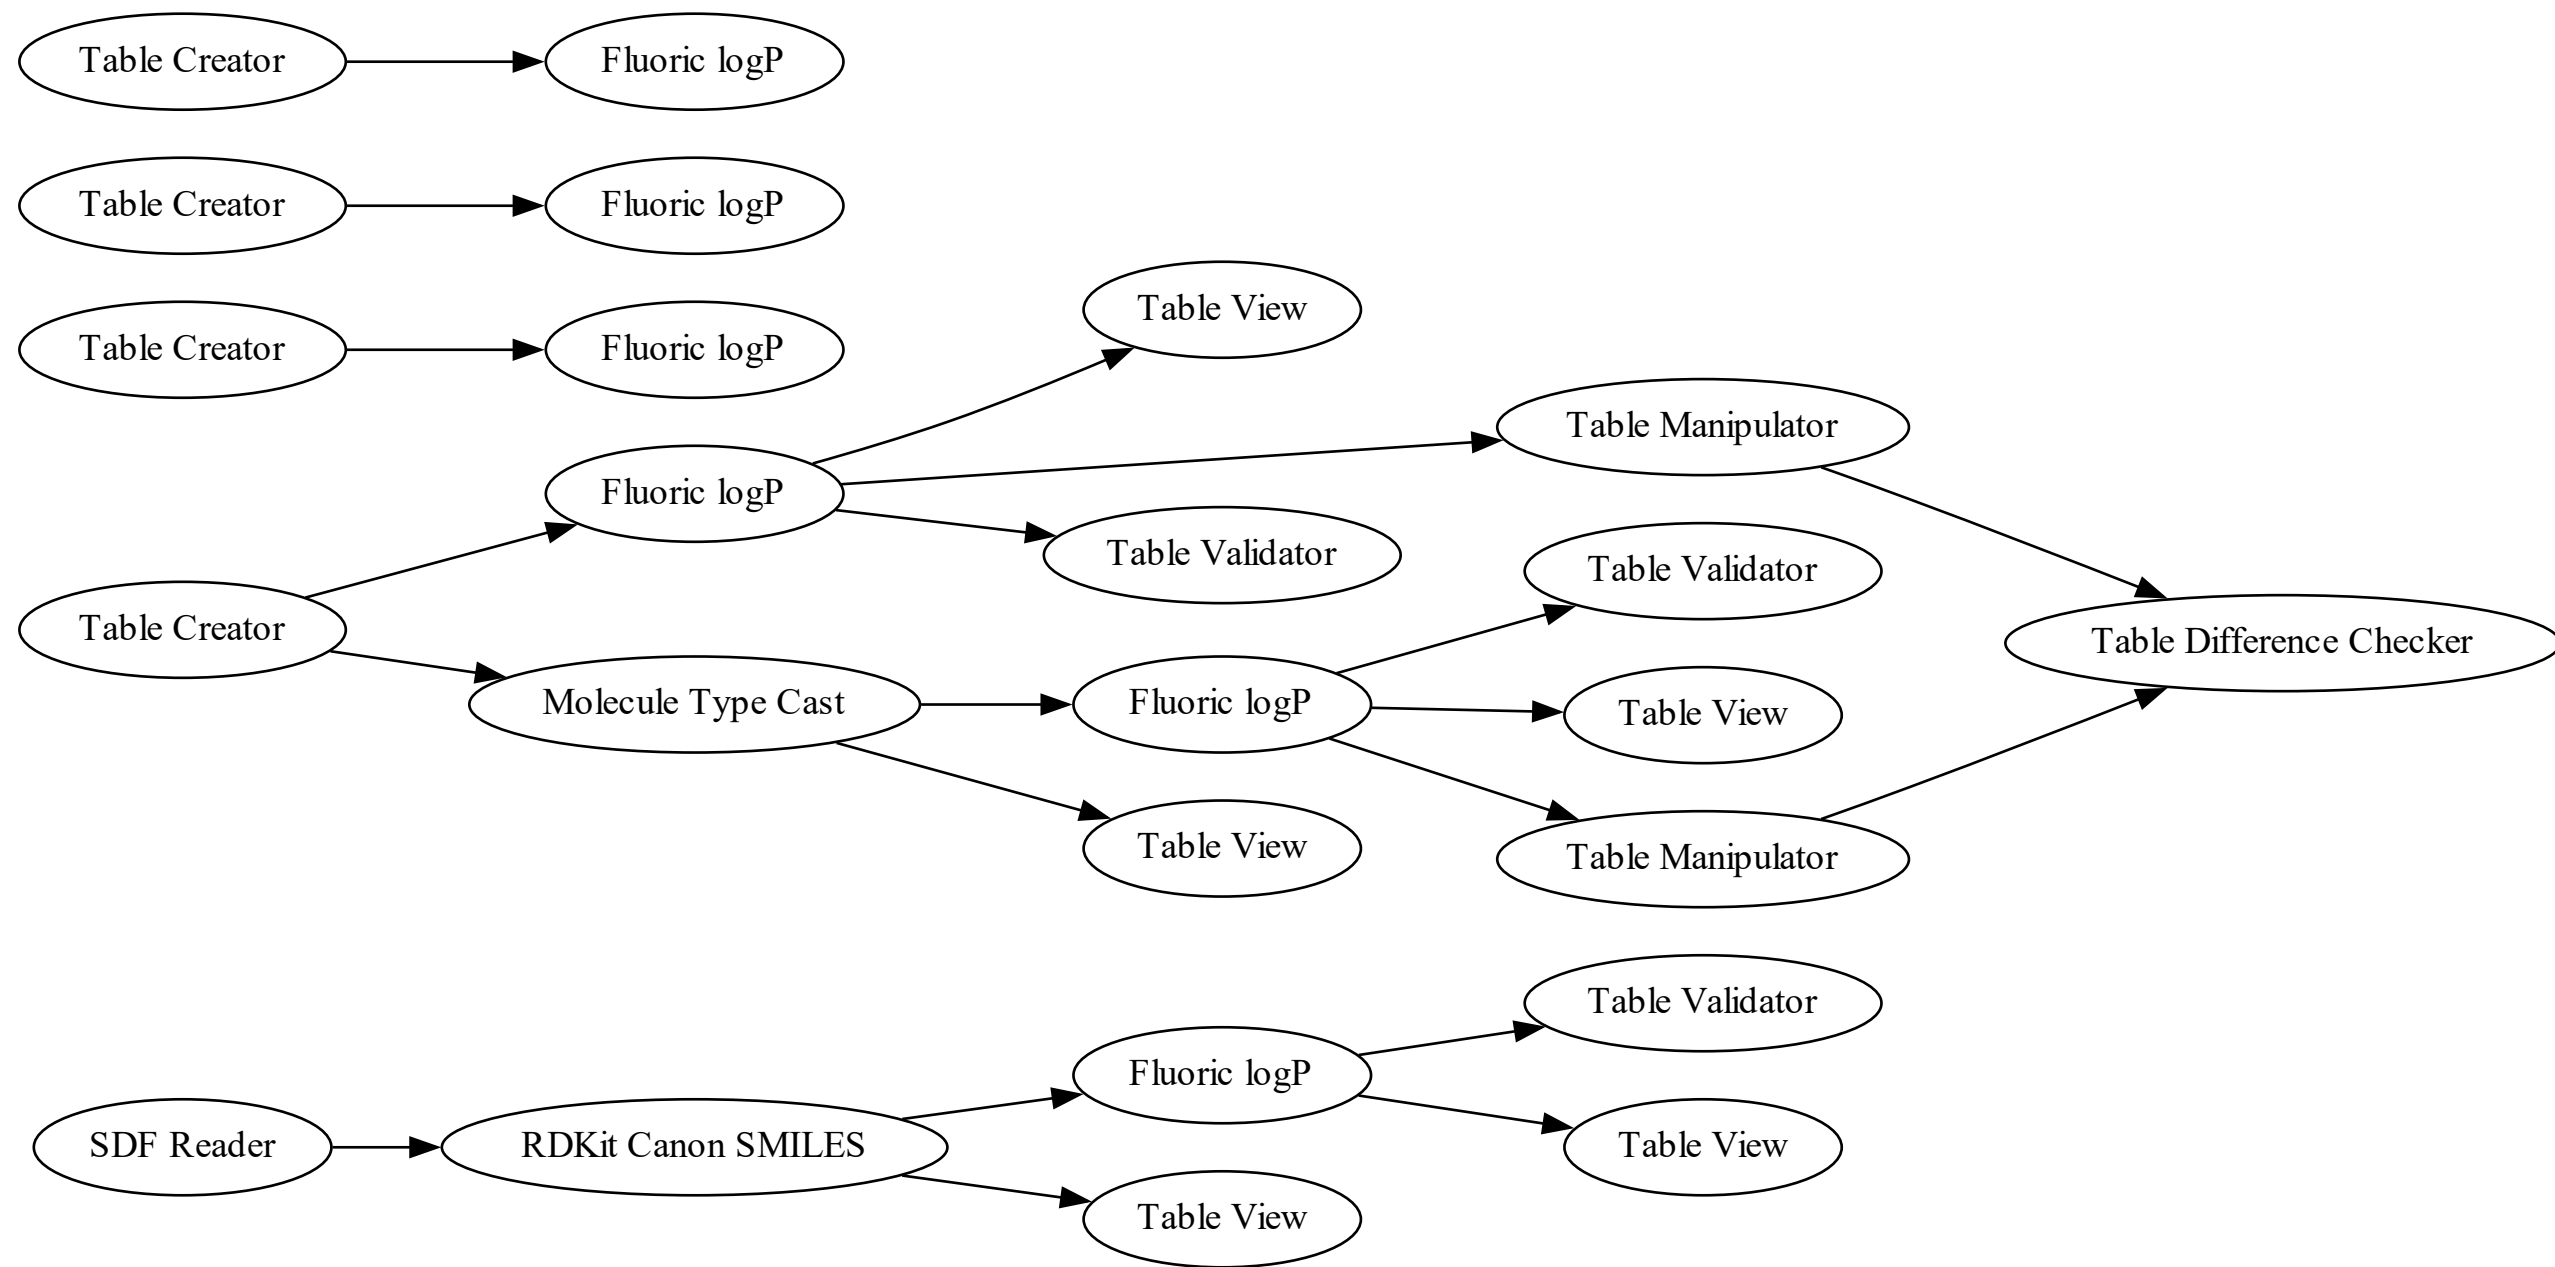 Table Creator
Fluoric logP
Table Creator
Fluoric logP
Table Creator
Fluoric logP
Table View
Table Manipulator
Fluoric logP
Table Validator
Table Validator
Table Creator
Table Difference Checker
Molecule Type Cast
Fluoric logP
Table View
Table View
Table Manipulator
Table Validator
Fluoric logP
SDF Reader
RDKit Canon SMILES
Table View
Table View